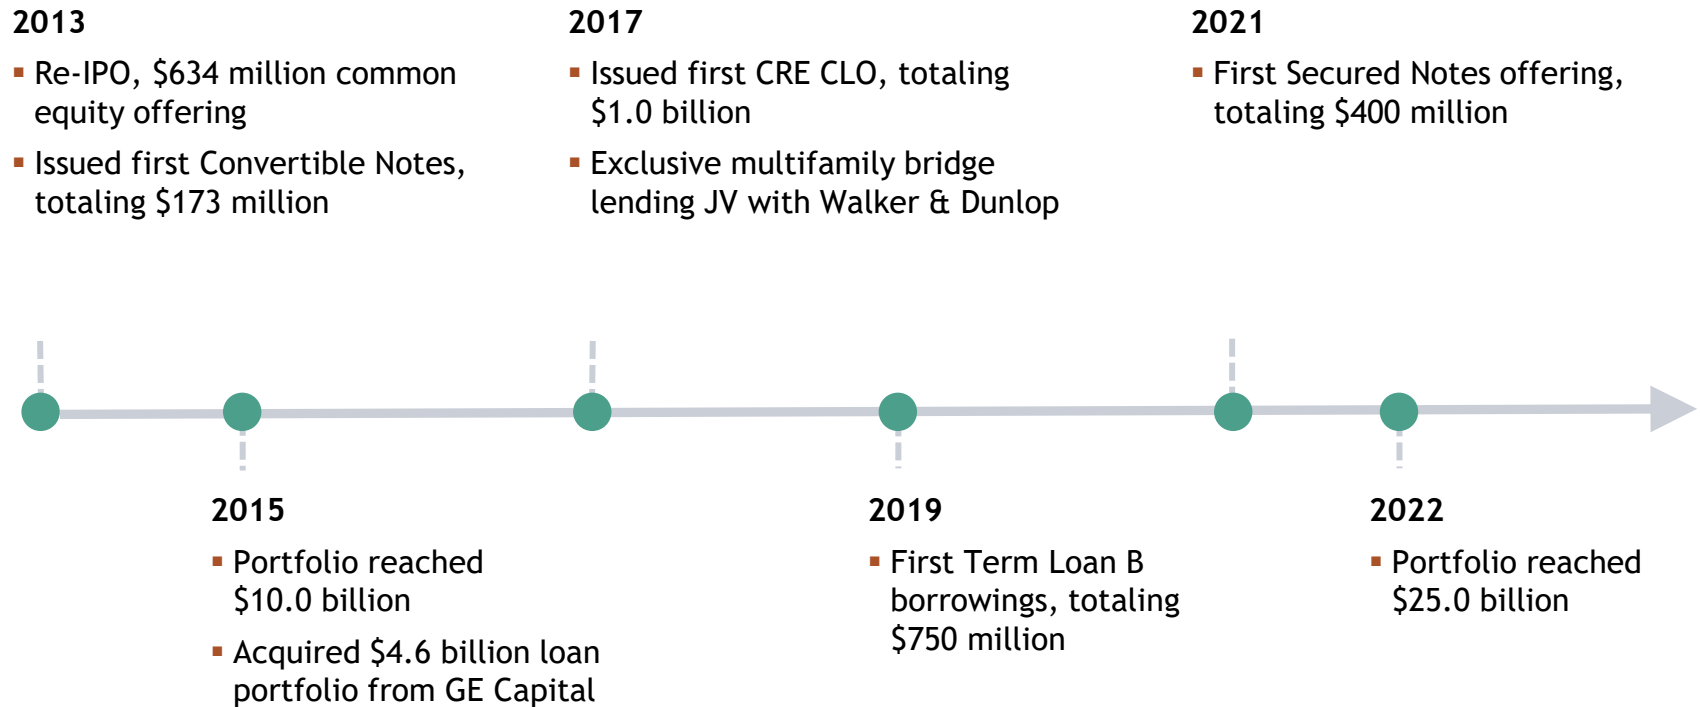 2013
▪ Re-IPO, $634 million common
equity offering
▪ Issued first Convertible Notes,
totaling $173 million
2017
▪ Issued first CRE CLO, totaling
$1.0 billion
▪ Exclusive multifamily bridge
lending JV with Walker & Dunlop
2021
▪ First Secured Notes offering,
totaling $400 million
2015
▪ Portfolio reached
$10.0 billion
▪ Acquired $4.6 billion loan
portfolio from GE Capital
2019
▪ First Term Loan B
borrowings, totaling
$750 million
2022
▪ Portfolio reached
$25.0 billion